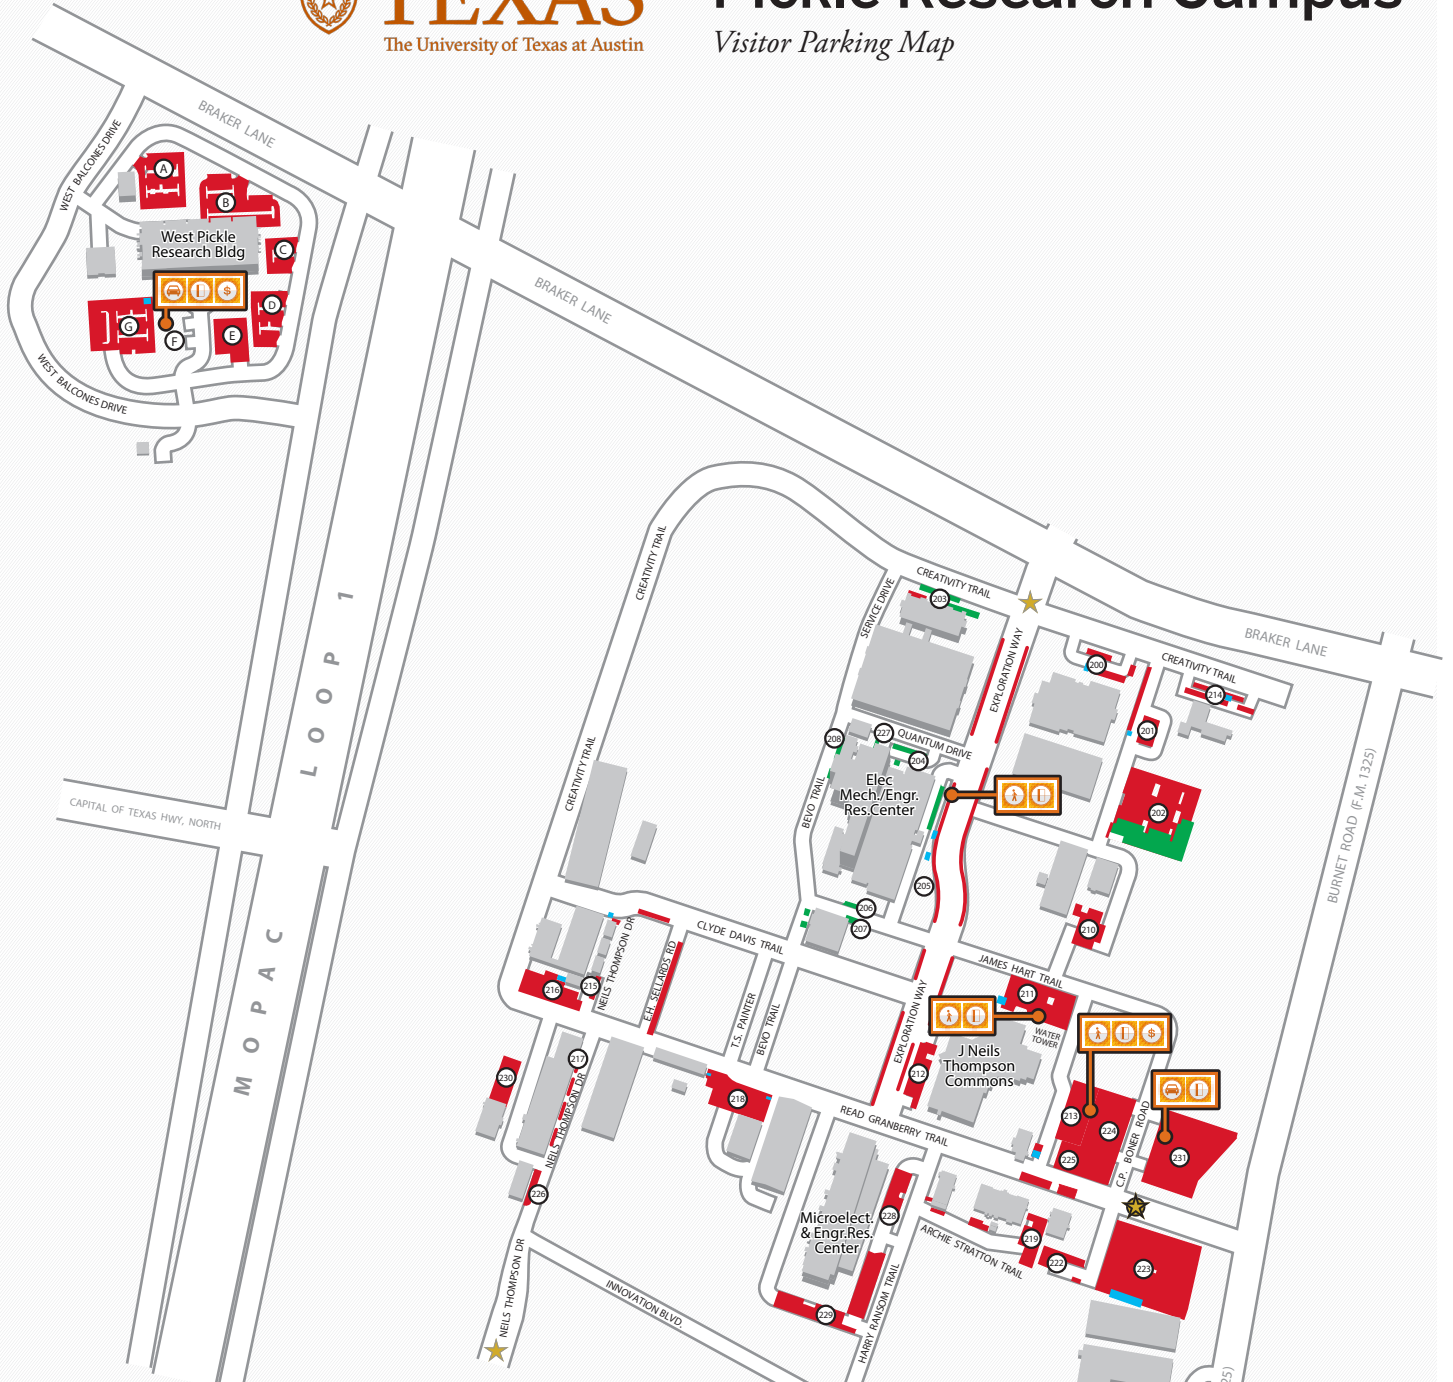 TEXAS
The University of Texas at Austin
Pickle Research Campus
Visitor Parking Map
BRAKER LANE
WEST BALCONES DRIVE
A
B
West Pickle
Research Bldg
C
$
D
G
F
E
WEST BALCONES DRIVE
BRAKER LANE
LOOP 1
MOPAC
CAPITAL OF TEXAS HWY, NORTH
CREATIVITY TRAIL
CREATIVITY TRAIL
CREATIVITY TRAIL
203
SERVICE DRIVE
EXPLORATION WAY
BRAKER LANE
CREATIVITY TRAIL
200
214
201
208
227
QUANTUM DRIVE
204
Elec
Mech./Engr.
Res.Center
BEVO TRAIL
202
BURNET ROAD (F.M. 1325)
205
206
207
210
CLYDE DAVIS TRAIL
NEILS THOMPSON DR
E.H. SELLARDS RD
216
215
T.S. PAINTER
BEVO TRAIL
JAMES HART TRAIL
211
EXPLORATION WAY
WATER
TOWER
J Neils
Thompson
Commons
212
$
217
230
NEILS THOMPSON DR
218
READ GRANBERRY TRAIL
213
224
225
C.P. BONER ROAD
231
226
Microelect.
& Engr.Res.
Center
228
ARCHIE STRATTON TRAIL
219
222
223
NEILS THOMPSON DR
INNOVATION BLVD.
229
HARRY RANSOM TRAIL
25)